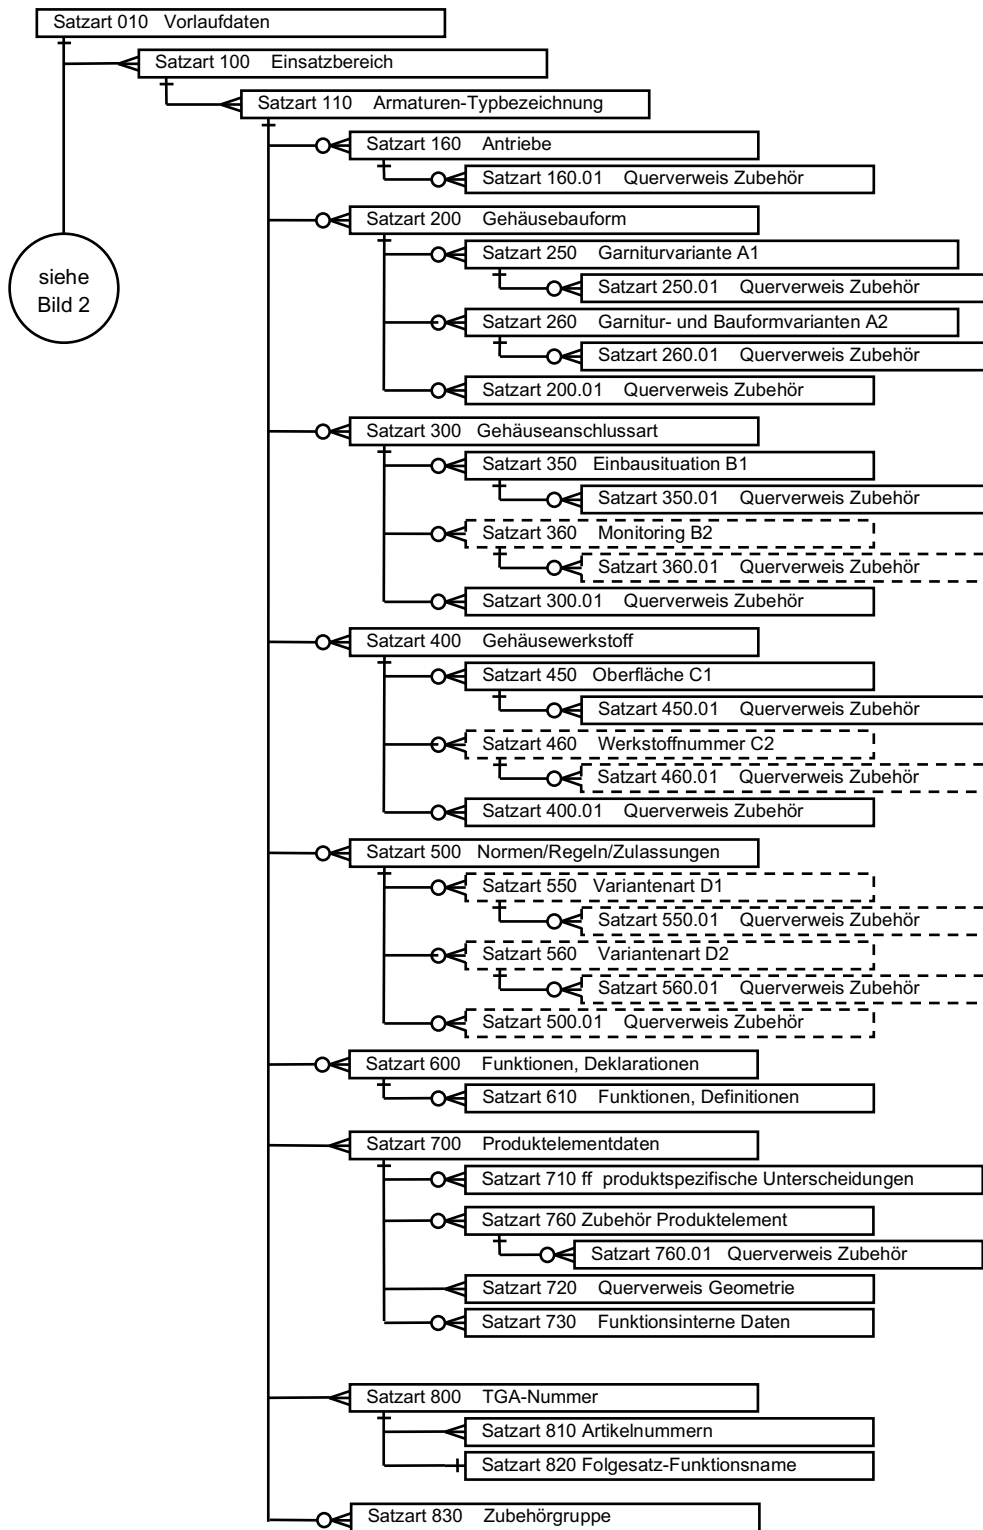 Satzart 010 Vorlaufdaten
Satzart 100 Einsatzbereich
Satzart 110 Armaturen-Typbezeichnung
Satzart 160 Antriebe
Satzart 160.01 Querverweis Zubehör
Satzart 200 Gehäusebauform
Satzart 250 Garniturvariante A1
siehe
Bild 2
Satzart 250.01 Querverweis Zubehör
Satzart 260 Garnitur- und Bauformvarianten A2
Satzart 260.01 Querverweis Zubehör
Satzart 200.01 Querverweis Zubehör
Satzart 300 Gehäuseanschlussart
Satzart 350 Einbausituation B1
Satzart 350.01 Querverweis Zubehör
Satzart 360 Monitoring B2
Satzart 360.01 Querverweis Zubehör
Satzart 300.01 Querverweis Zubehör
Satzart 400 Gehäusewerkstoff
Satzart 450 Oberfläche C1
Satzart 450.01 Querverweis Zubehör
Satzart 460 Werkstoffnummer C2
Satzart 460.01 Querverweis Zubehör
Satzart 400.01 Querverweis Zubehör
Satzart 500 Normen/Regeln/Zulassungen
Satzart 550 Variantenart D1
Satzart 550.01 Querverweis Zubehör
Satzart 560 Variantenart D2
Satzart 560.01 Querverweis Zubehör
Satzart 500.01 Querverweis Zubehör
Satzart 600 Funktionen, Deklarationen
Satzart 610 Funktionen, Definitionen
Satzart 700 Produktelementdaten
Satzart 710 ff produktspezifische Unterscheidungen
Satzart 760 Zubehör Produktelement
Satzart 760.01 Querverweis Zubehör
Satzart 720 Querverweis Geometrie
Satzart 730 Funktionsinterne Daten
Satzart 800 TGA-Nummer
Satzart 810 Artikelnummern
Satzart 820 Folgesatz-Funktionsname
Satzart 830 Zubehörgruppe